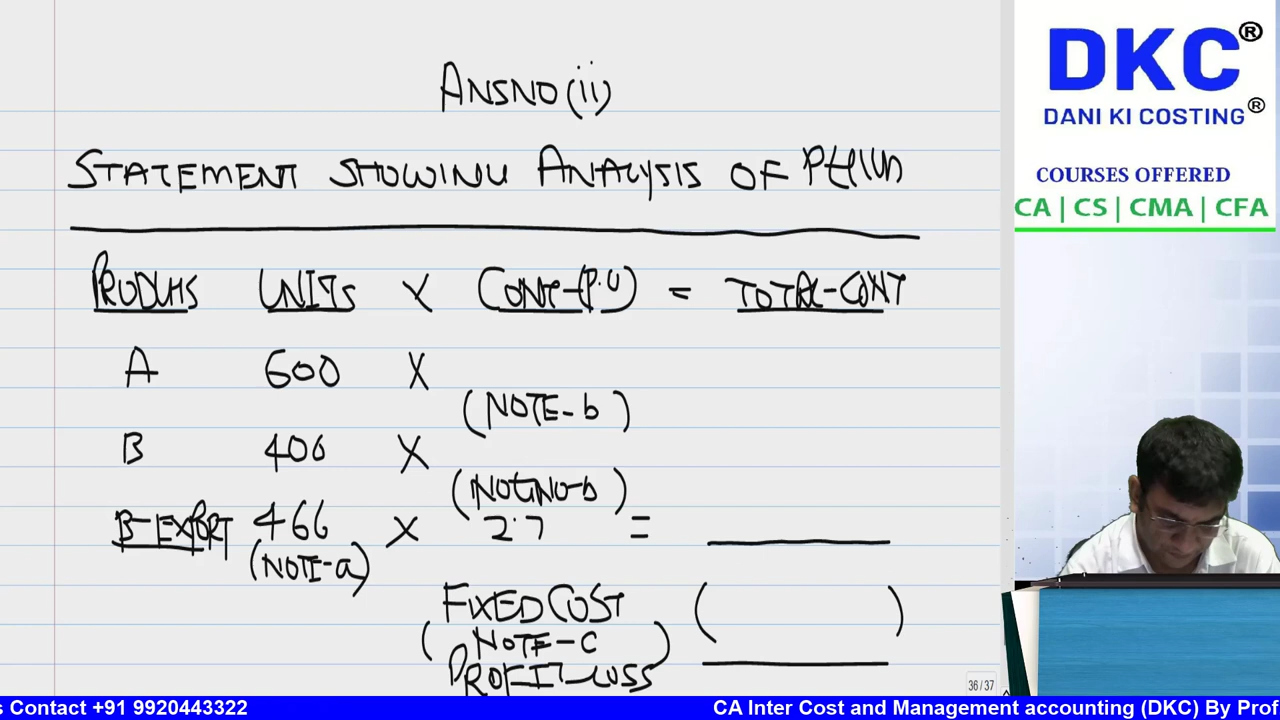 ANSNO (ii)
STATEMENT SHOWING ANALYSIS OF
PRODUCTS UNITS × CONT-(P.U) = TOTAL-CONT
A 600 ×
(NOTE-b)
B 400 ×
(NOTENO-b)
B-EXPORT 466 × 2.7 =
(NOTE-a)
FIXED COST ( )
(NOTE-C)
PROFIT-LOSS
36/37
DKC®
DANI KI COSTING®
COURSES OFFERED
CA | CS | CMA | CFA
s Contact +91 9920443322 CA Inter Cost and Management accounting (DKC) By Prof